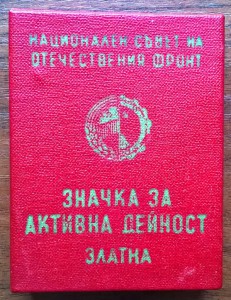 НАЦИОНАЛЕН СЪВЕТ НА
ОТЕЧЕСТВЕНИЯ ФРОНТ
ЗНАЧКА ЗА
АКТИВНА ДЕЙНОСТ
ЗЛАТНА